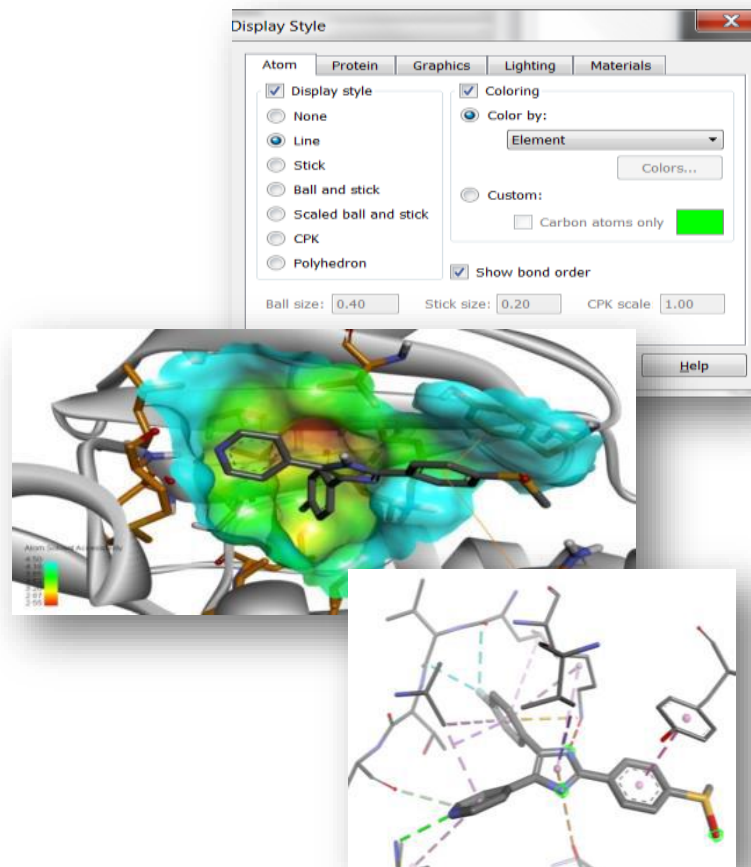 Display Style
Atom Protein Graphics Lighting Materials
Display style
None
Line
Stick
Ball and stick
Scaled ball and stick
CPK
Polyhedron
Coloring
Color by:
Element
Colors...
Custom:
Carbon atoms only
Show bond order
Ball size: 0.40 Stick size: 0.20 CPK scale 1.00
Help